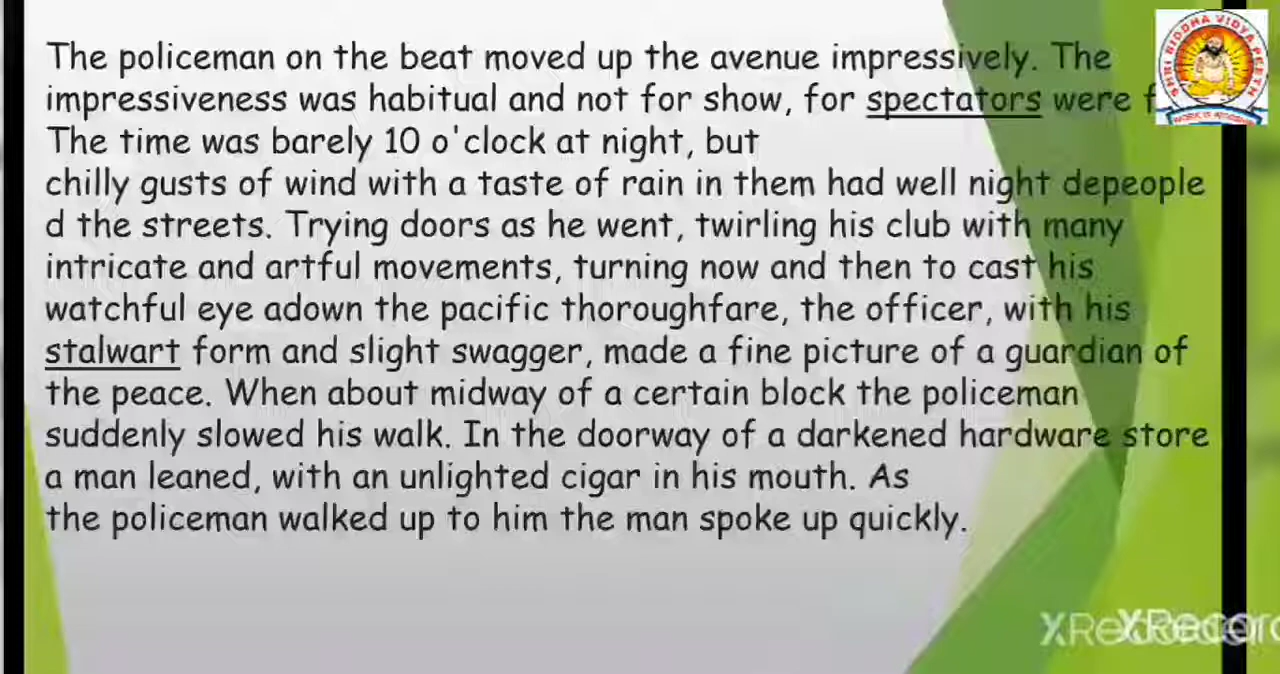 The policeman on the beat moved up the avenue impressively. The
impressiveness was habitual and not for show, for spectators were
The time was barely 10 o'clock at night, but
chilly gusts of wind with a taste of rain in them had well night depeople
d the streets. Trying doors as he went, twirling his club with many
intricate and artful movements, turning now and then to cast his
watchful eye adown the pacific thoroughfare, the officer, with his
stalwart form and slight swagger, made a fine picture of a guardian of
the peace. When about midway of a certain block the policeman
suddenly slowed his walk. In the doorway of a darkened hardware store
a man leaned, with an unlighted cigar in his mouth. As
the policeman walked up to him the man spoke up quickly.
SHRI SIDDHA VIDYA PEETH